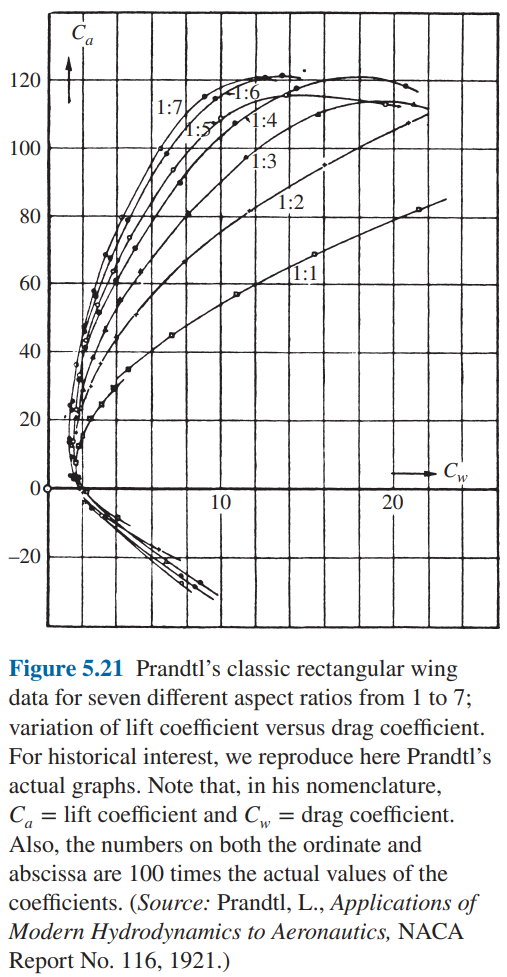 C_a
120
1:7
1:6
1:5
1:4
100
1:3
80
1:2
60
1:1
40
20
C_w
0
10
20
–20
Figure 5.21 Prandtl’s classic rectangular wing
data for seven different aspect ratios from 1 to 7;
variation of lift coefficient versus drag coefficient.
For historical interest, we reproduce here Prandtl’s
actual graphs. Note that, in his nomenclature,
C_a = lift coefficient and C_w = drag coefficient.
Also, the numbers on both the ordinate and
abscissa are 100 times the actual values of the
coefficients. (Source: Prandtl, L., Applications of
Modern Hydrodynamics to Aeronautics, NACA
Report No. 116, 1921.)